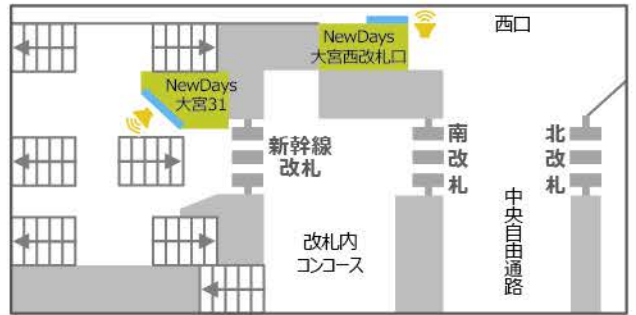 西口
NewDays
大宮西改札口
NewDays
大宮31
新幹線
改札
南
改
札
北
改
札
改札内
コンコース
中
央
自
由
通
路